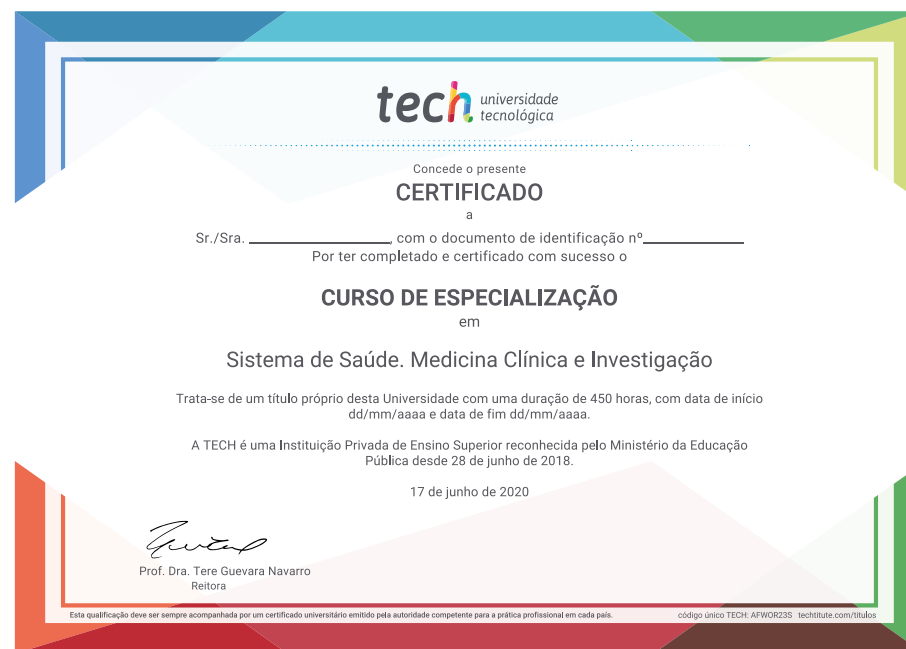 tech universidade
tecnológica
Concede o presente
CERTIFICADO
a
Sr./Sra. ____________________, com o documento de identificação nº______________
Por ter completado e certificado com sucesso o
CURSO DE ESPECIALIZAÇÃO
em
Sistema de Saúde. Medicina Clínica e Investigação
Trata-se de um título próprio desta Universidade com uma duração de 450 horas, com data de início
dd/mm/aaaa e data de fim dd/mm/aaaa.
A TECH é uma Instituição Privada de Ensino Superior reconhecida pelo Ministério da Educação
Pública desde 28 de junho de 2018.
17 de junho de 2020
Prof. Dra. Tere Guevara Navarro
Reitora
Esta qualificação deve ser sempre acompanhada por um certificado universitário emitido pela autoridade competente para a prática profissional em cada país.
código único TECH: AFWOR23S techtitute.com/títulos